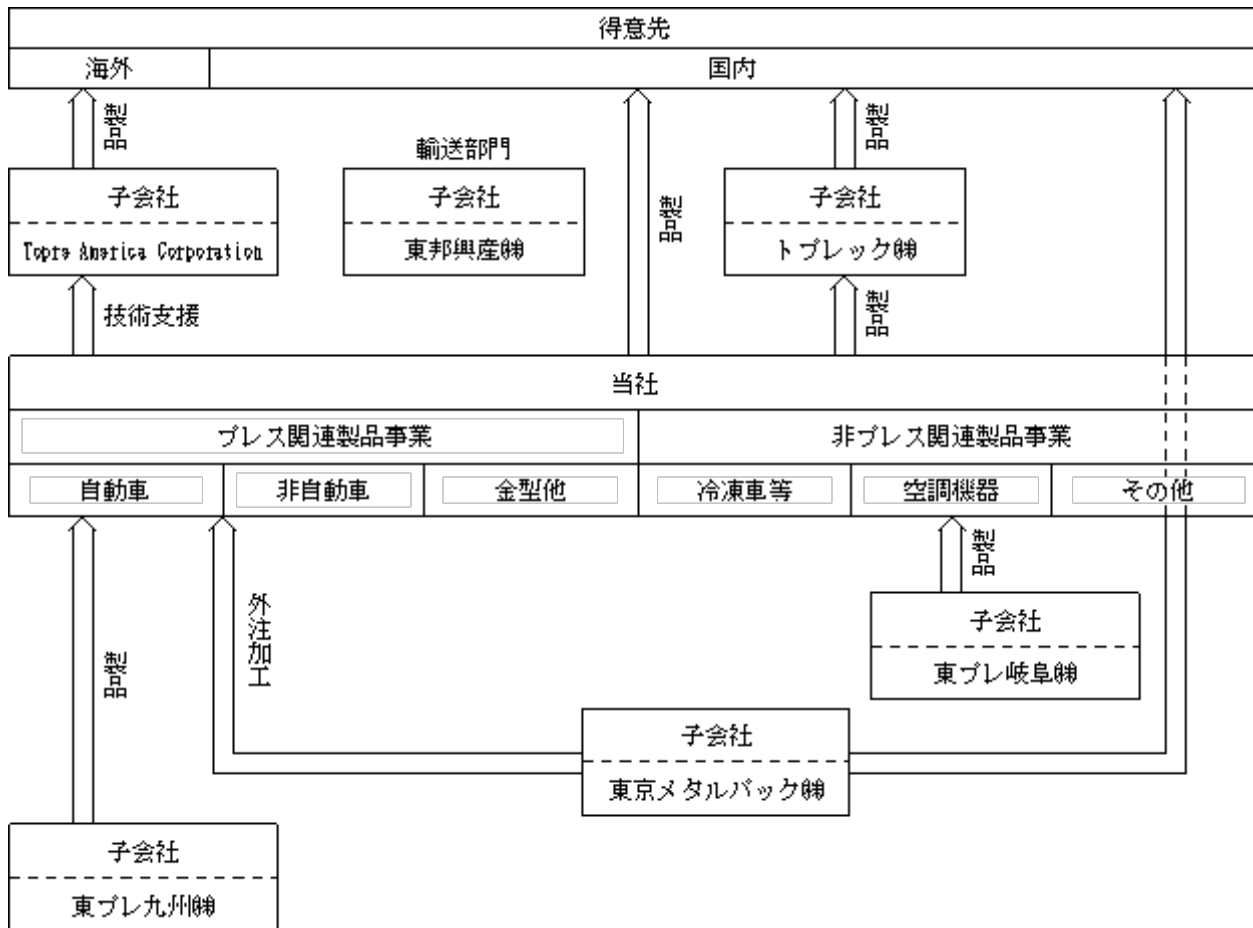 得意先
海外
国内
製品
製品
輸送部門
子会社
Topre America Corporation
子会社
東邦興産㈱
製品
子会社
トプレック㈱
技術支援
製品
当社
プレス関連製品事業
非プレス関連製品事業
自動車
非自動車
金型他
冷凍車等
空調機器
その他
製品
外注加工
製品
子会社
東プレ岐阜㈱
子会社
東京メタルパック㈱
子会社
東プレ九州㈱